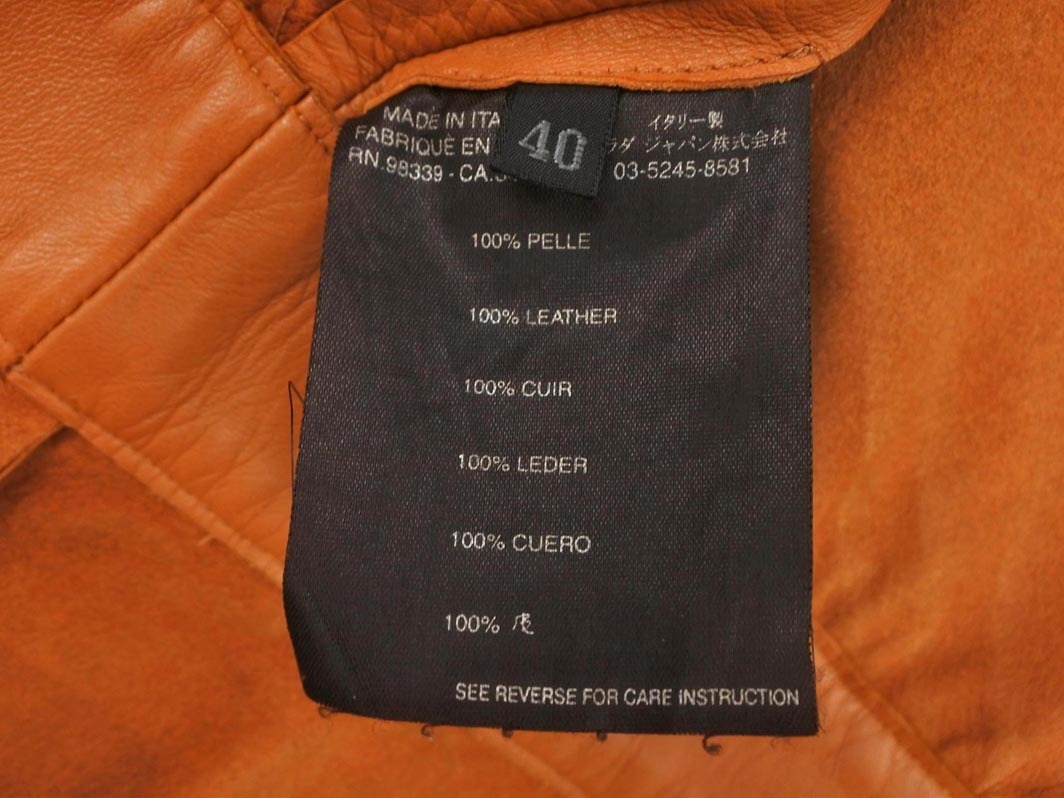 MADE IN ITA
FABRIQUÉ EN
RN.98339 - CA.
40
イタリー製
ラダ ジャパン株式会社
03-5245-8581
100% PELLE
100% LEATHER
100% CUIR
100% LEDER
100% CUERO
100%
SEE REVERSE FOR CARE INSTRUCTION